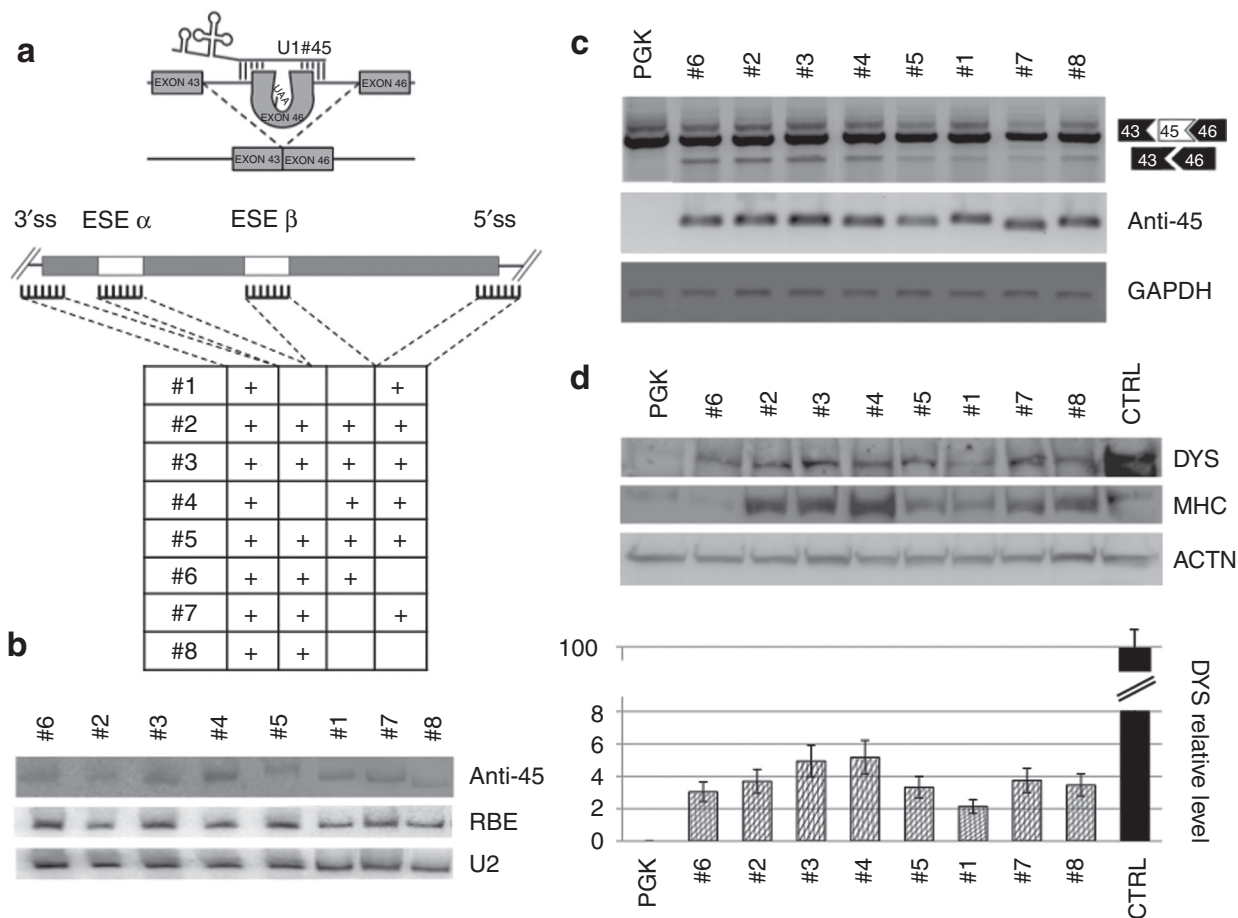 a
U1#45
EXON 43
UAA
EXON 46
EXON 46
EXON 43 EXON 46
3'ss ESE α ESE β 5'ss
#1 + +
#2 + + + +
#3 + + + +
#4 + + +
#5 + + + +
#6 + + +
#7 + + +
#8 + +
b
#6 #2 #3 #4 #5 #1 #7 #8
Anti-45
RBE
U2
c
PGK #6 #2 #3 #4 #5 #1 #7 #8
43 45 46
43 46
Anti-45
GAPDH
d
PGK #6 #2 #3 #4 #5 #1 #7 #8 CTRL
DYS
MHC
ACTN
100
8
6
4
2
0
DYS relative level
PGK #6 #2 #3 #4 #5 #1 #7 #8 CTRL